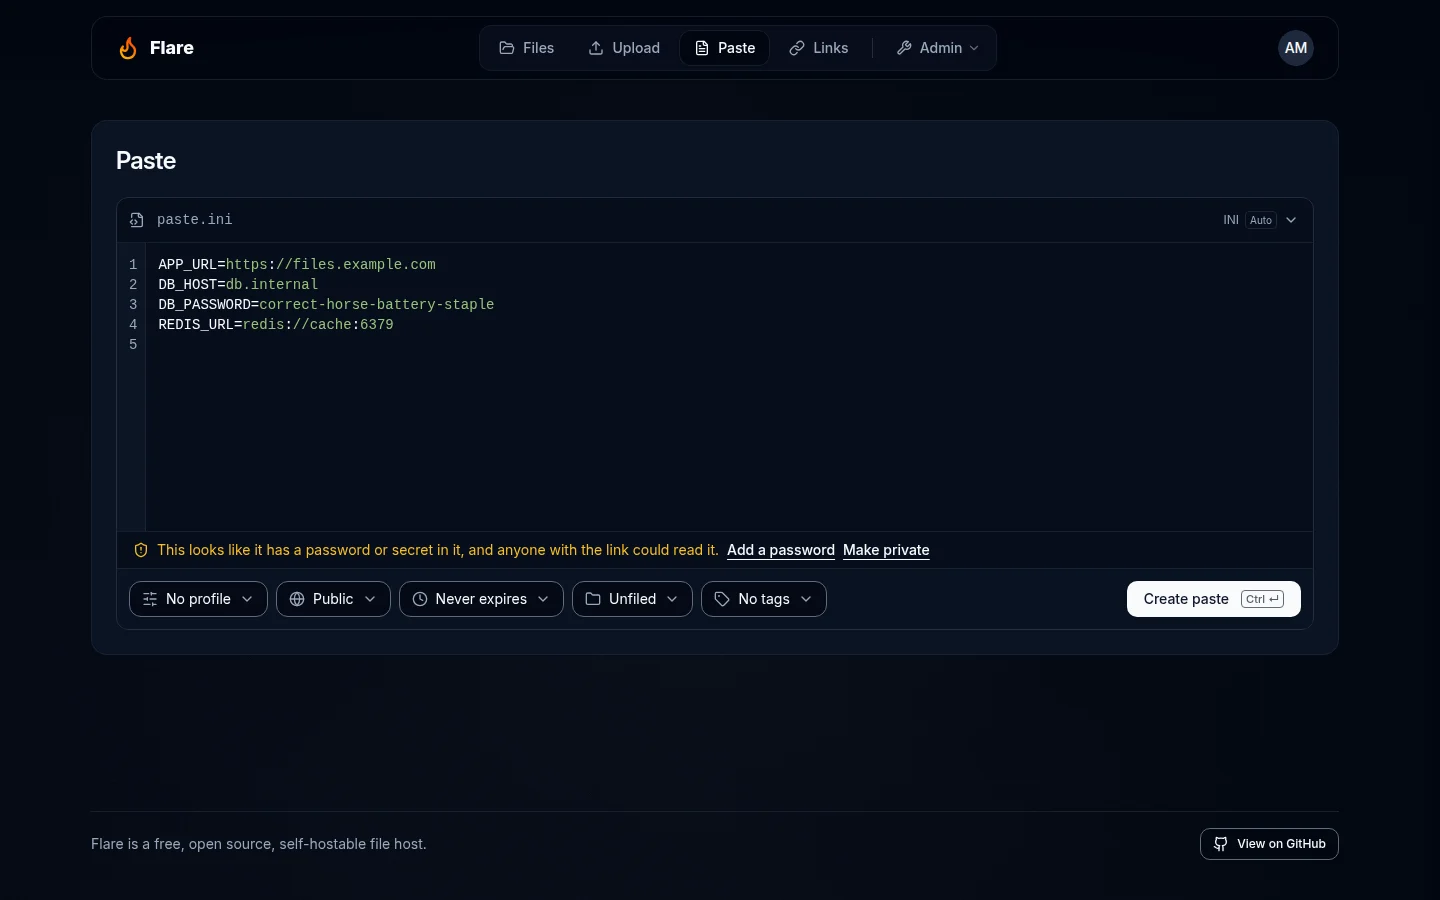 Flare
Files
Upload
Paste
Links
Admin
AM
Paste
paste.ini
INI Auto
1 APP_URL=https://files.example.com
2 DB_HOST=db.internal
3 DB_PASSWORD=correct-horse-battery-staple
4 REDIS_URL=redis://cache:6379
5
This looks like it has a password or secret in it, and anyone with the link could read it. Add a password Make private
No profile
Public
Never expires
Unfiled
No tags
Create paste Ctrl ↵
Flare is a free, open source, self-hostable file host.
View on GitHub